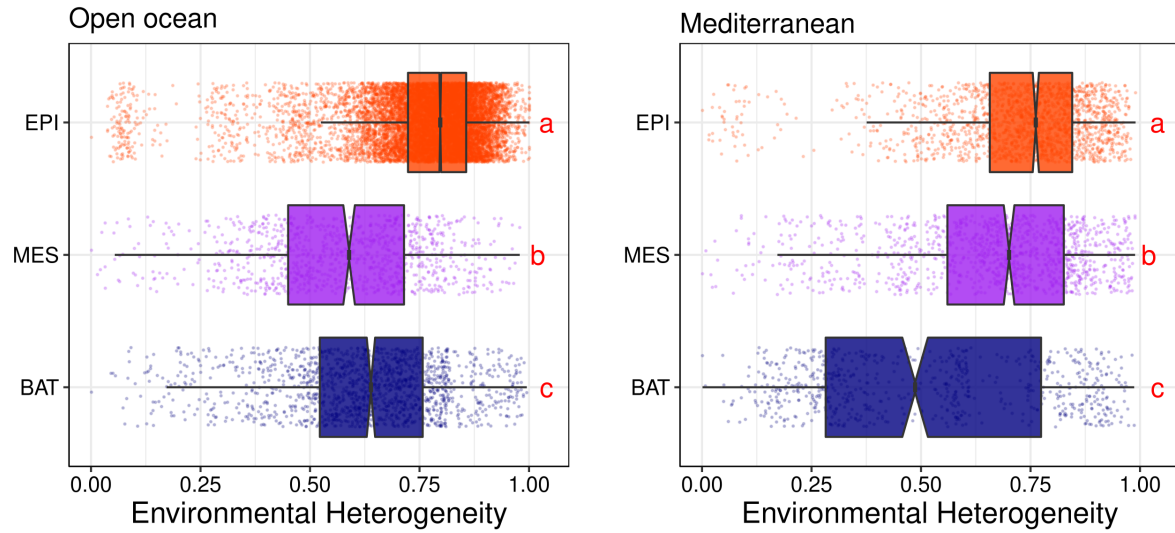 Open ocean
EPI
a
MES
b
BAT
c
0.00 0.25 0.50 0.75 1.00
Environmental Heterogeneity
Mediterranean
EPI
a
MES
b
BAT
c
0.00 0.25 0.50 0.75 1.00
Environmental Heterogeneity